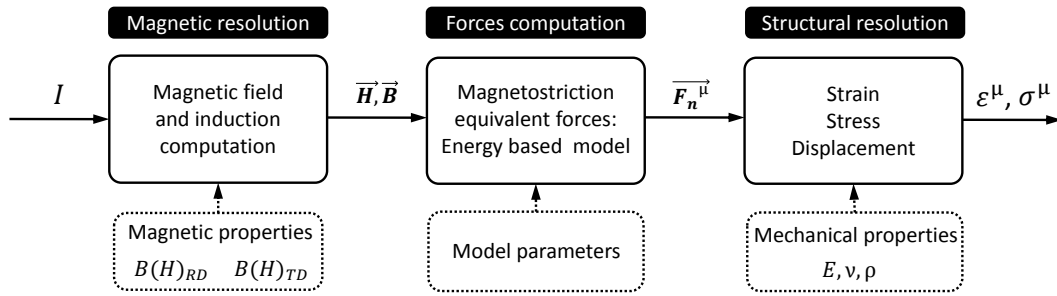 Magnetic resolution
Forces computation
Structural resolution
I
Magnetic field
and induction
computation
H⃗, B⃗
Magnetostriction
equivalent forces:
Energy based model
F⃗ₙ^μ
Strain
Stress
Displacement
ε^μ, σ^μ
Magnetic properties
B(H)_RD B(H)_TD
Model parameters
Mechanical properties
E, ν, ρ